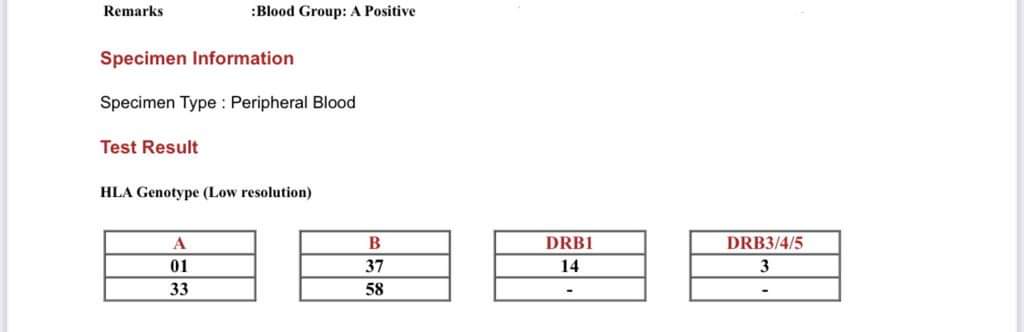 Remarks :Blood Group: A Positive
Specimen Information
Specimen Type : Peripheral Blood
Test Result
HLA Genotype (Low resolution)
A B DRB1 DRB3/4/5
01 37 14 3
33 58 - -